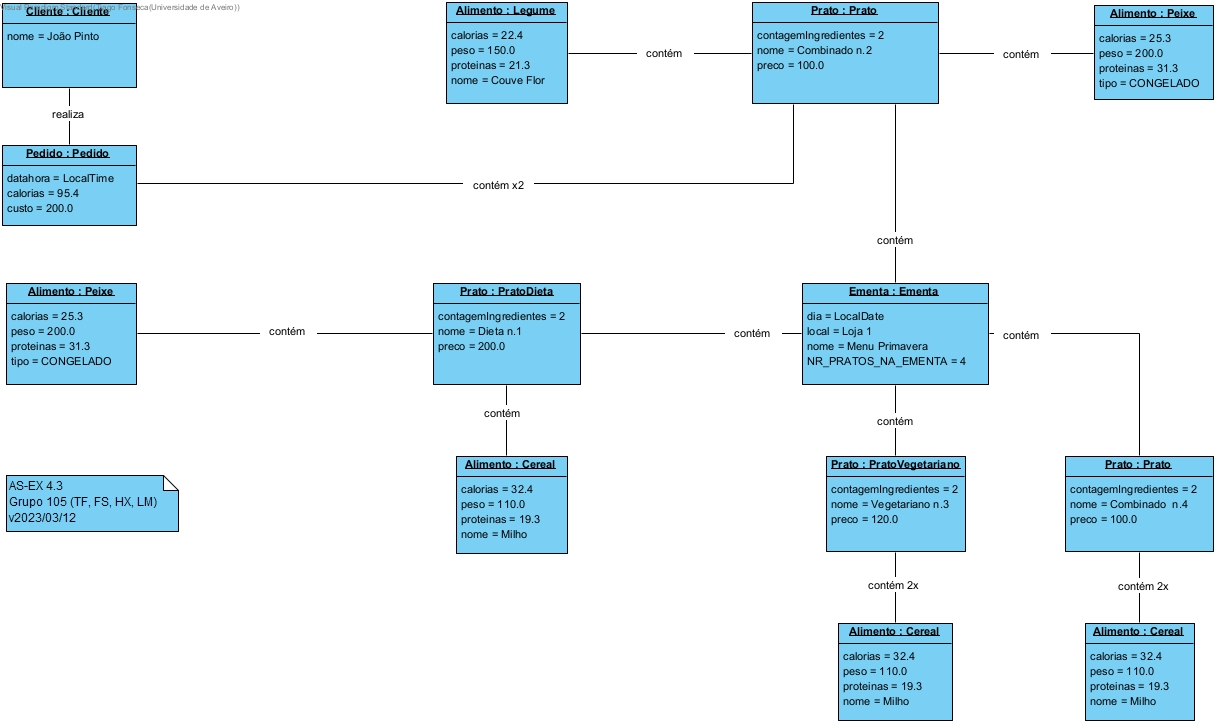 Cliente : Cliente
nome = João Pinto
realiza
Pedido : Pedido
datahora = LocalTime
calorias = 95.4
custo = 200.0
contém x2
Alimento : Legume
calorias = 22.4
peso = 150.0
proteinas = 21.3
nome = Couve Flor
contém
Prato : Prato
contagemIngredientes = 2
nome = Combinado n.2
preco = 100.0
contém
Alimento : Peixe
calorias = 25.3
peso = 200.0
proteinas = 31.3
tipo = CONGELADO
contém
Alimento : Peixe
calorias = 25.3
peso = 200.0
proteinas = 31.3
tipo = CONGELADO
contém
Prato : PratoDieta
contagemIngredientes = 2
nome = Dieta n.1
preco = 200.0
contém
Ementa : Ementa
dia = LocalDate
local = Loja 1
nome = Menu Primavera
NR_PRATOS_NA_EMENTA = 4
contém
contém
Alimento : Cereal
calorias = 32.4
peso = 110.0
proteinas = 19.3
nome = Milho
contém
Prato : PratoVegetariano
contagemIngredientes = 2
nome = Vegetariano n.3
preco = 120.0
Prato : Prato
contagemIngredientes = 2
nome = Combinado n.4
preco = 100.0
contém 2x
contém 2x
Alimento : Cereal
calorias = 32.4
peso = 110.0
proteinas = 19.3
nome = Milho
Alimento : Cereal
calorias = 32.4
peso = 110.0
proteinas = 19.3
nome = Milho
AS-EX 4.3
Grupo 105 (TF, FS, HX, LM)
v2023/03/12